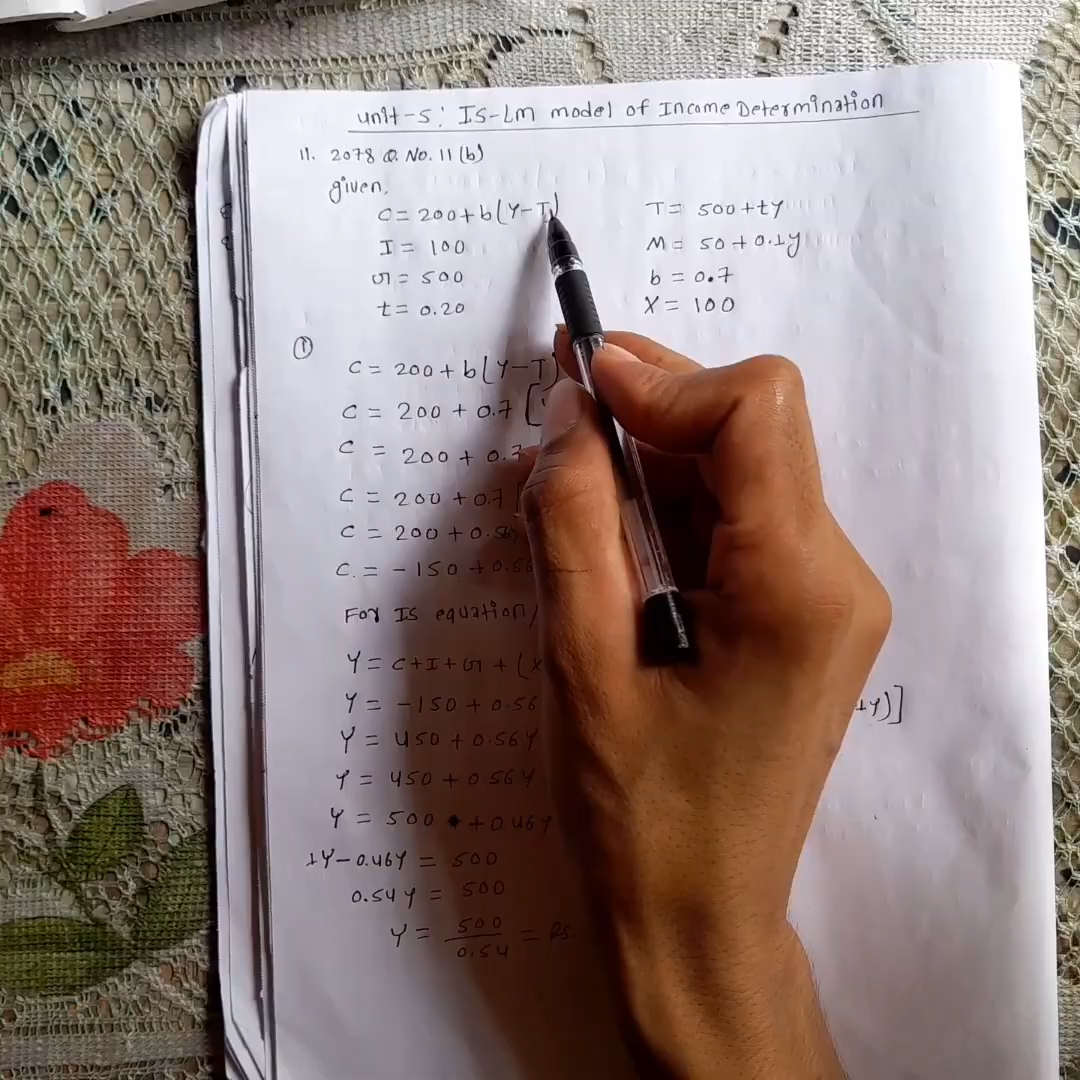 Unit-5: IS-LM model of Income Determination
11. 2078 Q. No. 11 (b)
given,
C = 200+b(Y-T)
T = 500+tY
I = 100
M = 50+0.1y
G = 500
b = 0.7
t = 0.20
X = 100
①
C = 200+b(Y-T)
C = 200 + 0.7 [
C = 200 + 0.7
C = 200 + 0.7 [
C = 200 + 0.56
C. = -150 + 0.56
For IS equation,
Y = C+I+G + (X
Y = -150 + 0.56 1Y)]
Y = 450 + 0.56Y
Y = 450 + 0.56Y
Y = 500 + 0.46Y
1Y-0.46Y = 500
0.54Y = 500
Y = 500/0.54 = Rs.